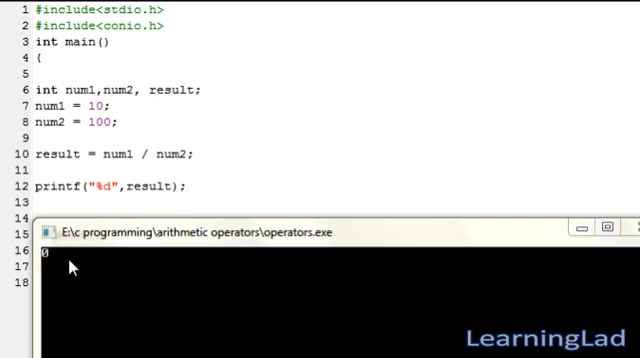 1 #include<stdio.h>
2 #include<conio.h>
3 int main()
4 {
5
6 int num1,num2, result;
7 num1 = 10;
8 num2 = 100;
9
10 result = num1 / num2;
11
12 printf("%d",result);
13
14
15 E:\c programming\arithmetic operators\operators.exe
16 0
17
18
LearningLad